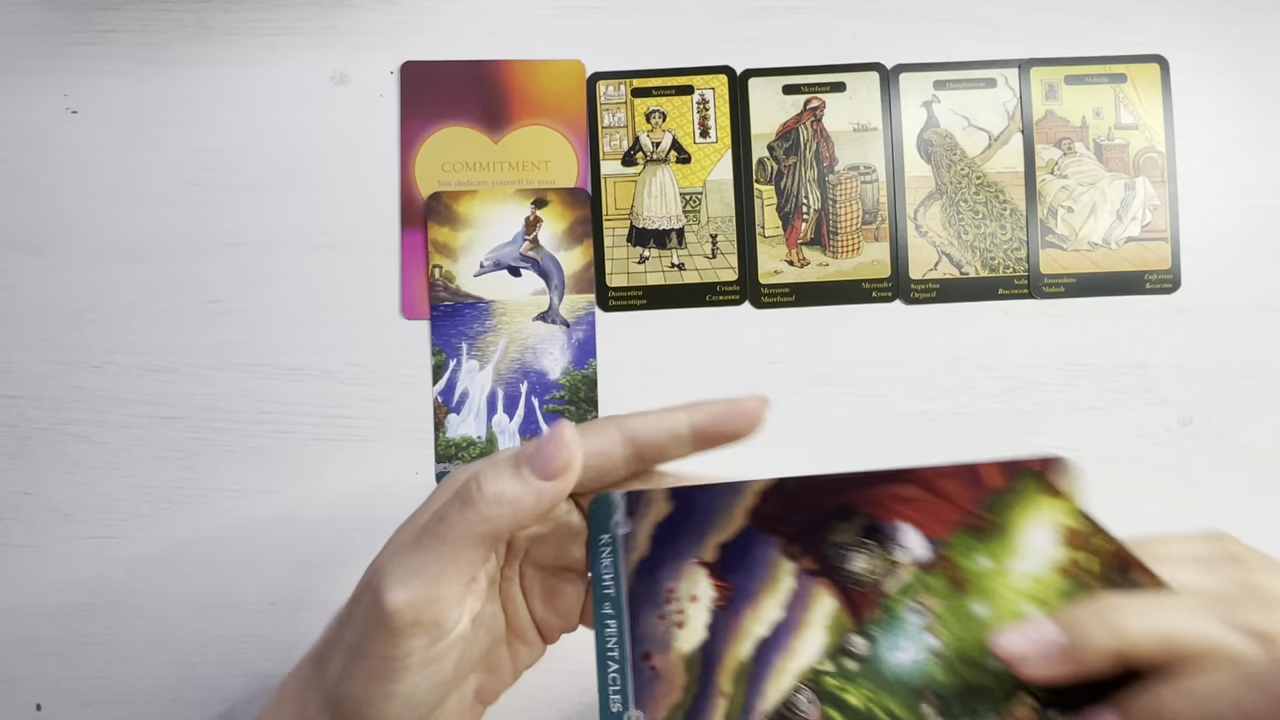 COMMITMENT
You dedicate yourself to your
Servant
Domestica
Domestique
Criada
Служанка
Merchant
Mercante
Marchand
Mercader
Купец
Haughtiness
Superbia
Orgueil
Malady
Ammalato
Malade
Enfermo
Болезнь
KNIGHT of PENTACLES